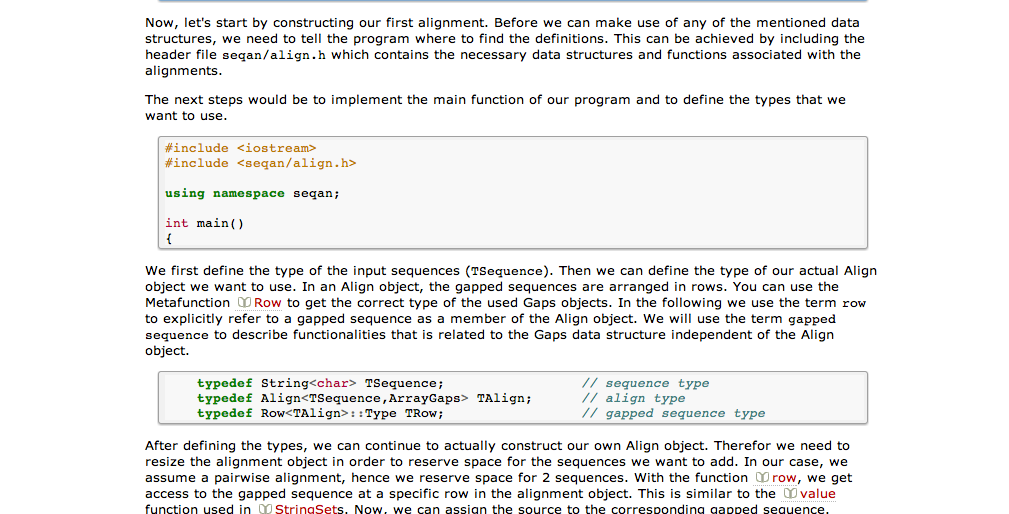 Now, let's start by constructing our first alignment. Before we can make use of any of the mentioned data
structures, we need to tell the program where to find the definitions. This can be achieved by including the
header file seqan/align.h which contains the necessary data structures and functions associated with the
alignments.
The next steps would be to implement the main function of our program and to define the types that we
want to use.
#include <iostream>
#include <seqan/align.h>
using namespace seqan;
int main()
{
We first define the type of the input sequences (TSequence). Then we can define the type of our actual Align
object we want to use. In an Align object, the gapped sequences are arranged in rows. You can use the
Metafunction Row to get the correct type of the used Gaps objects. In the following we use the term row
to explicitly refer to a gapped sequence as a member of the Align object. We will use the term gapped
sequence to describe functionalities that is related to the Gaps data structure independent of the Align
object.
typedef String<char> TSequence; // sequence type
typedef Align<TSequence,ArrayGaps> TAlign; // align type
typedef Row<TAlign>::Type TRow; // gapped sequence type
After defining the types, we can continue to actually construct our own Align object. Therefor we need to
resize the alignment object in order to reserve space for the sequences we want to add. In our case, we
assume a pairwise alignment, hence we reserve space for 2 sequences. With the function row, we get
access to the gapped sequence at a specific row in the alignment object. This is similar to the value
function used in StringSets. Now, we can assign the source to the corresponding gapped sequence.